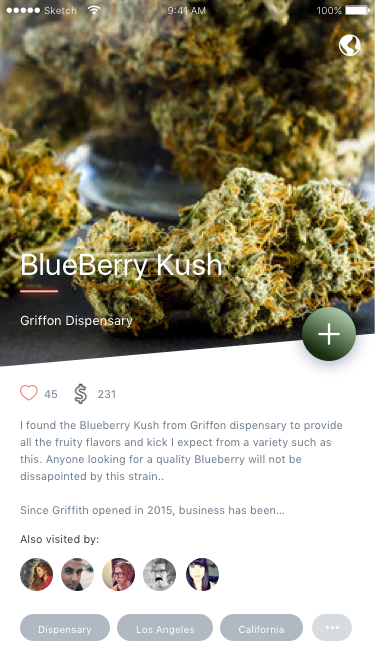 Sketch 9:41 AM 100%
BlueBerry Kush
Griffon Dispensary
45 231
I found the Blueberry Kush from Griffon dispensary to provide
all the fruity flavors and kick I expect from a variety such as
this. Anyone looking for a quality Blueberry will not be
dissapointed by this strain..
Since Griffith opened in 2015, business has been...
Also visited by:
Dispensary Los Angeles California